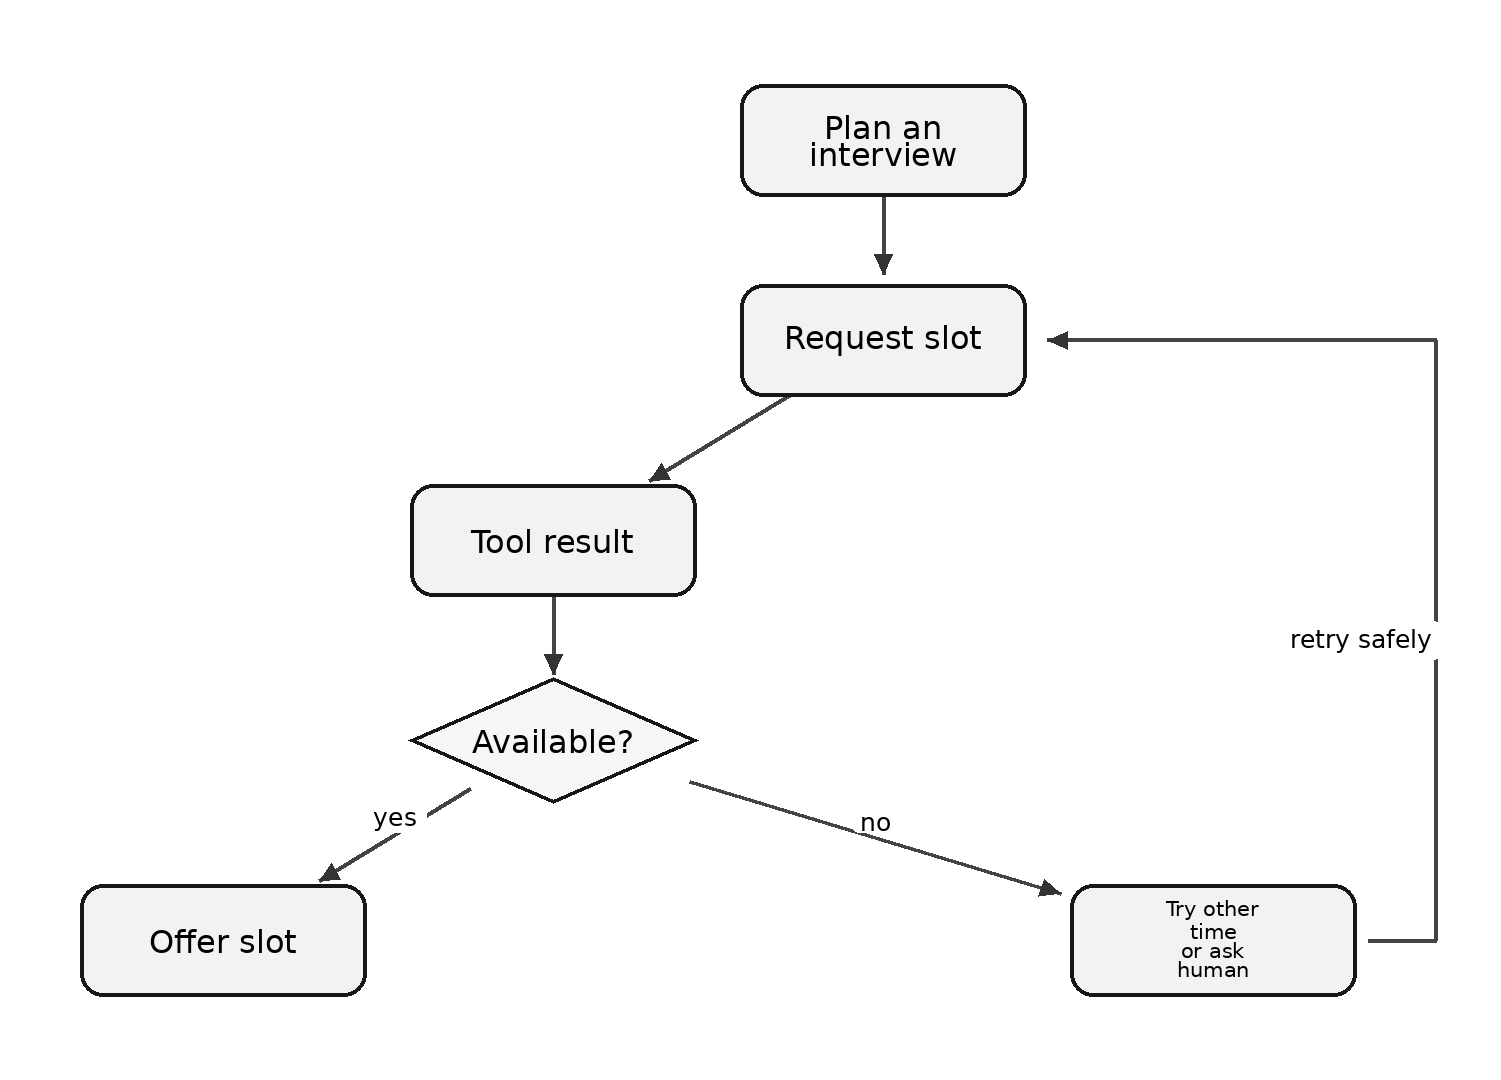 Plan an
interview
Request slot
Tool result
retry safely
Available?
yes
no
Offer slot
Try other
time
or ask
human